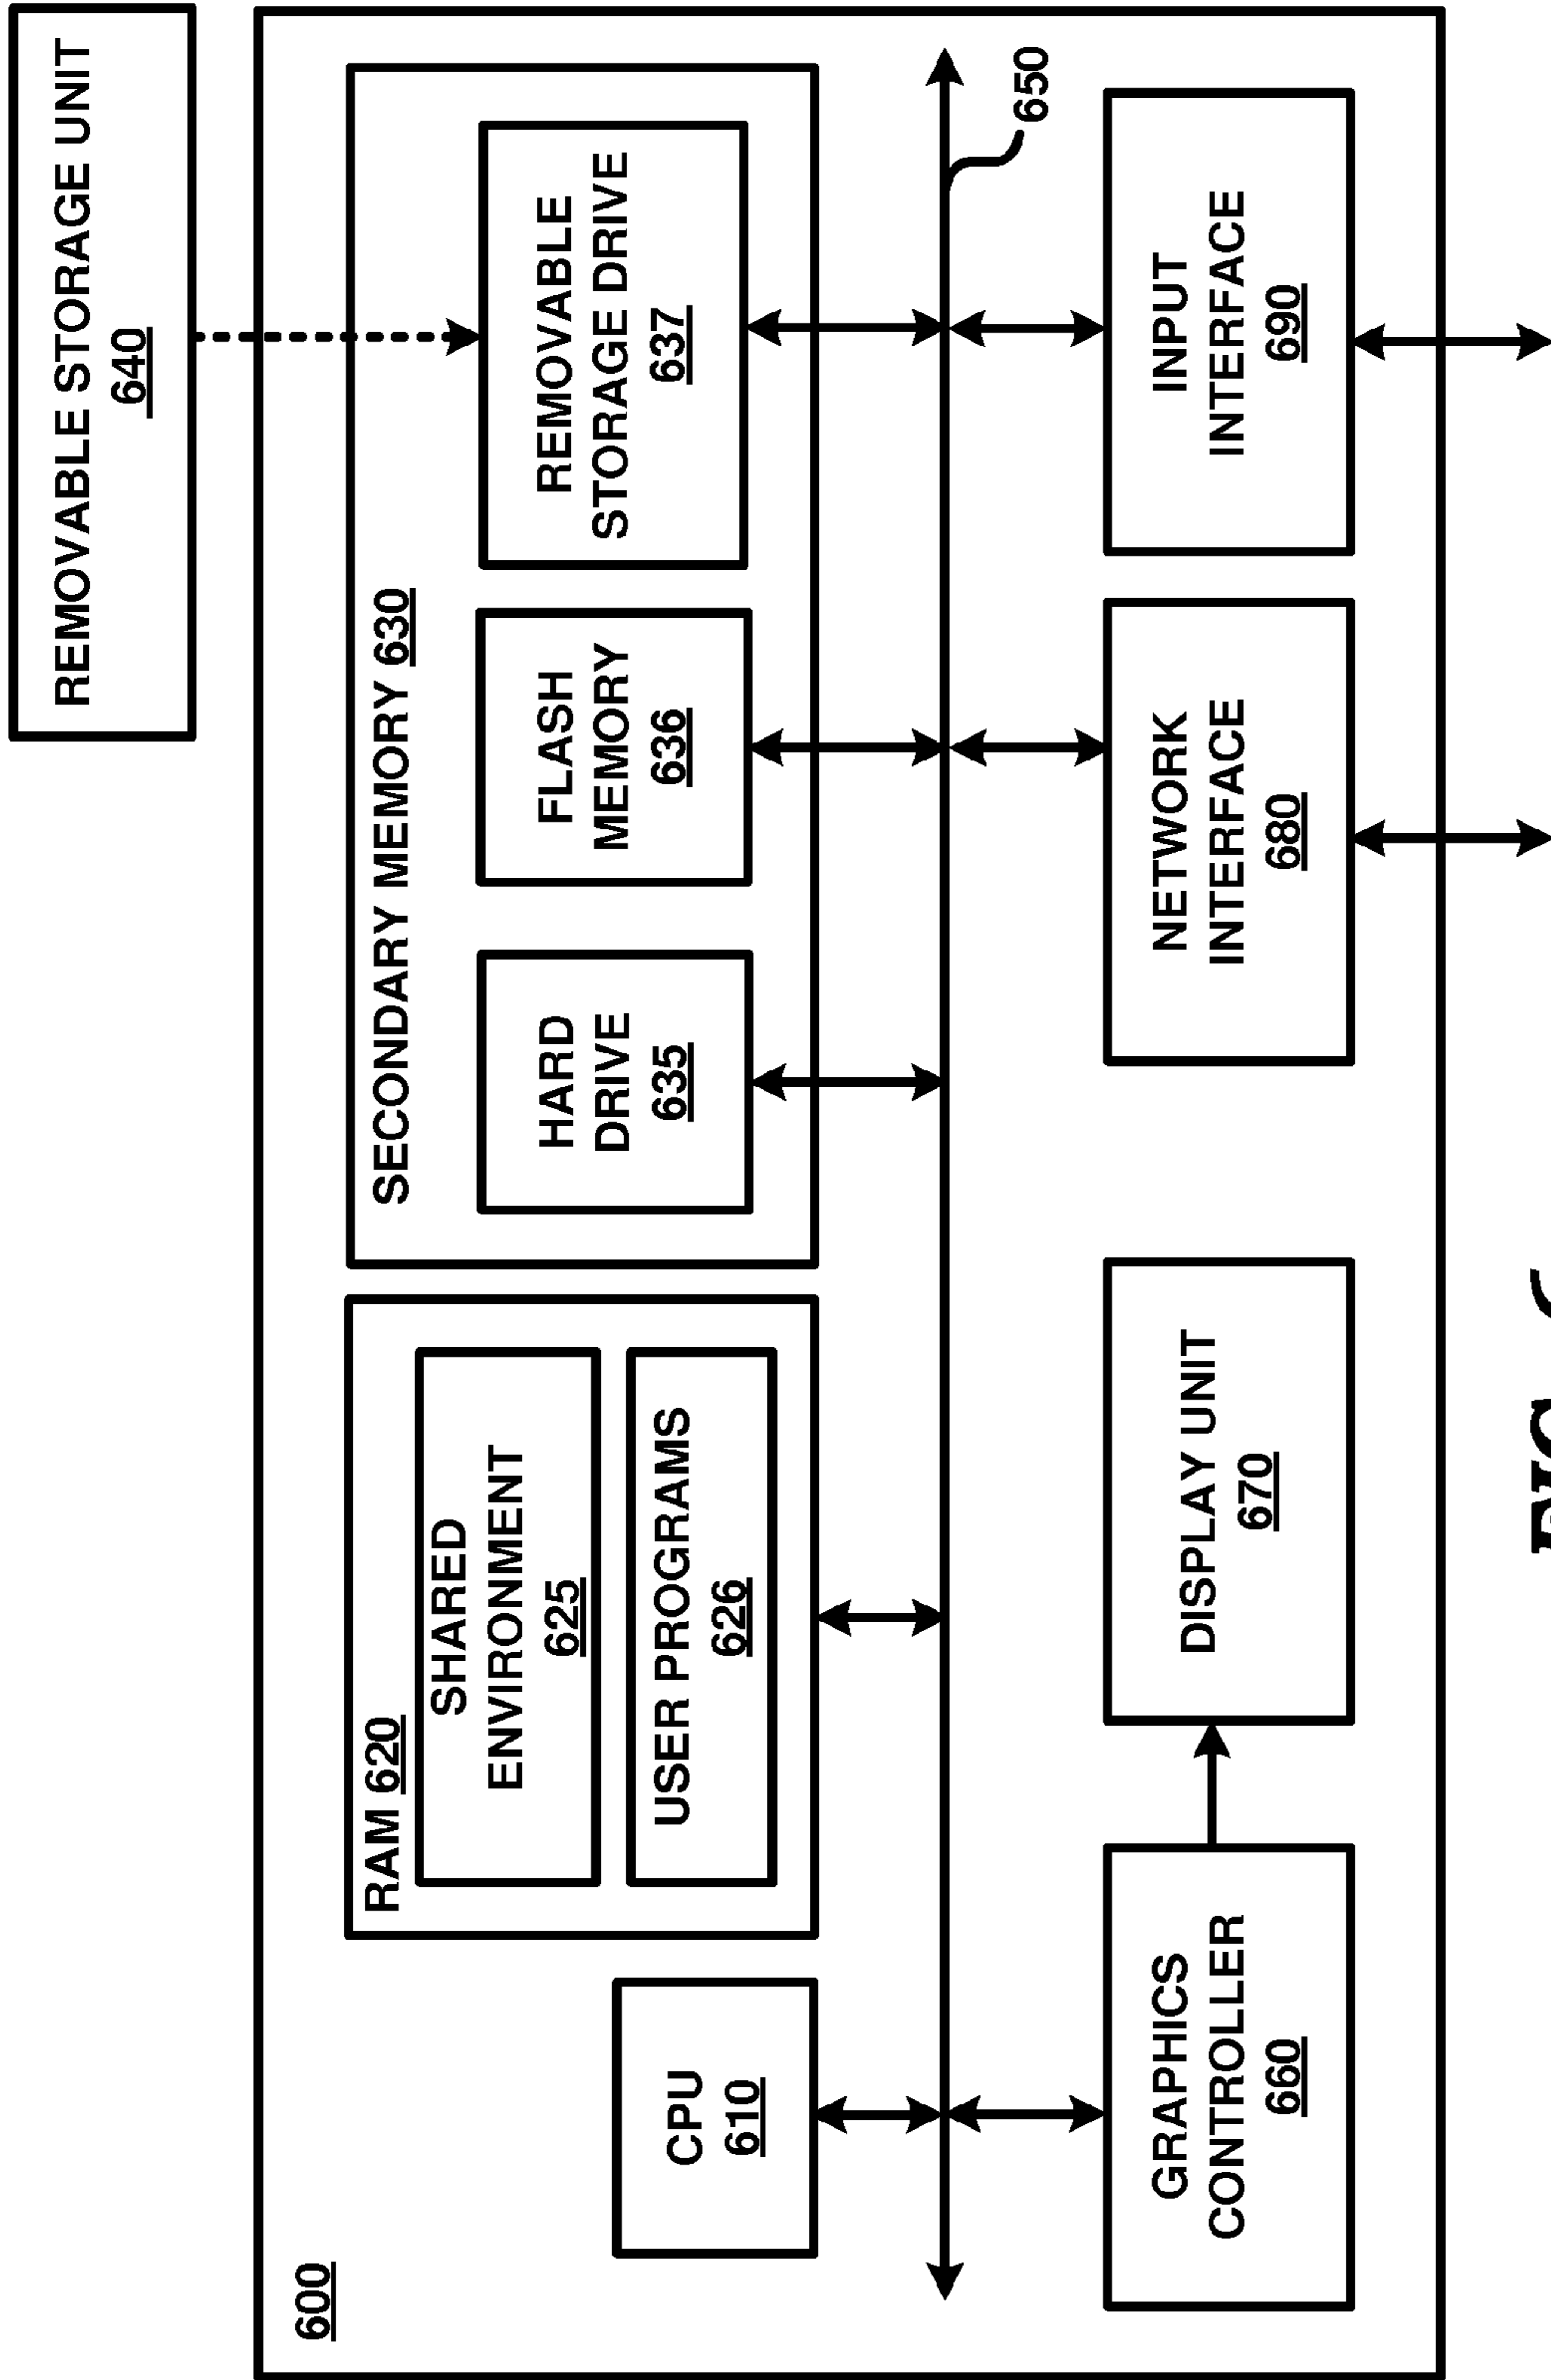 REMOVABLE STORAGE UNIT
640
600
RAM 620
SHARED
ENVIRONMENT
625
USER PROGRAMS
626
SECONDARY MEMORY 630
HARD
DRIVE
635
FLASH
MEMORY
636
REMOVABLE
STORAGE DRIVE
637
CPU
610
650
GRAPHICS
CONTROLLER
660
DISPLAY UNIT
670
NETWORK
INTERFACE
680
INPUT
INTERFACE
690